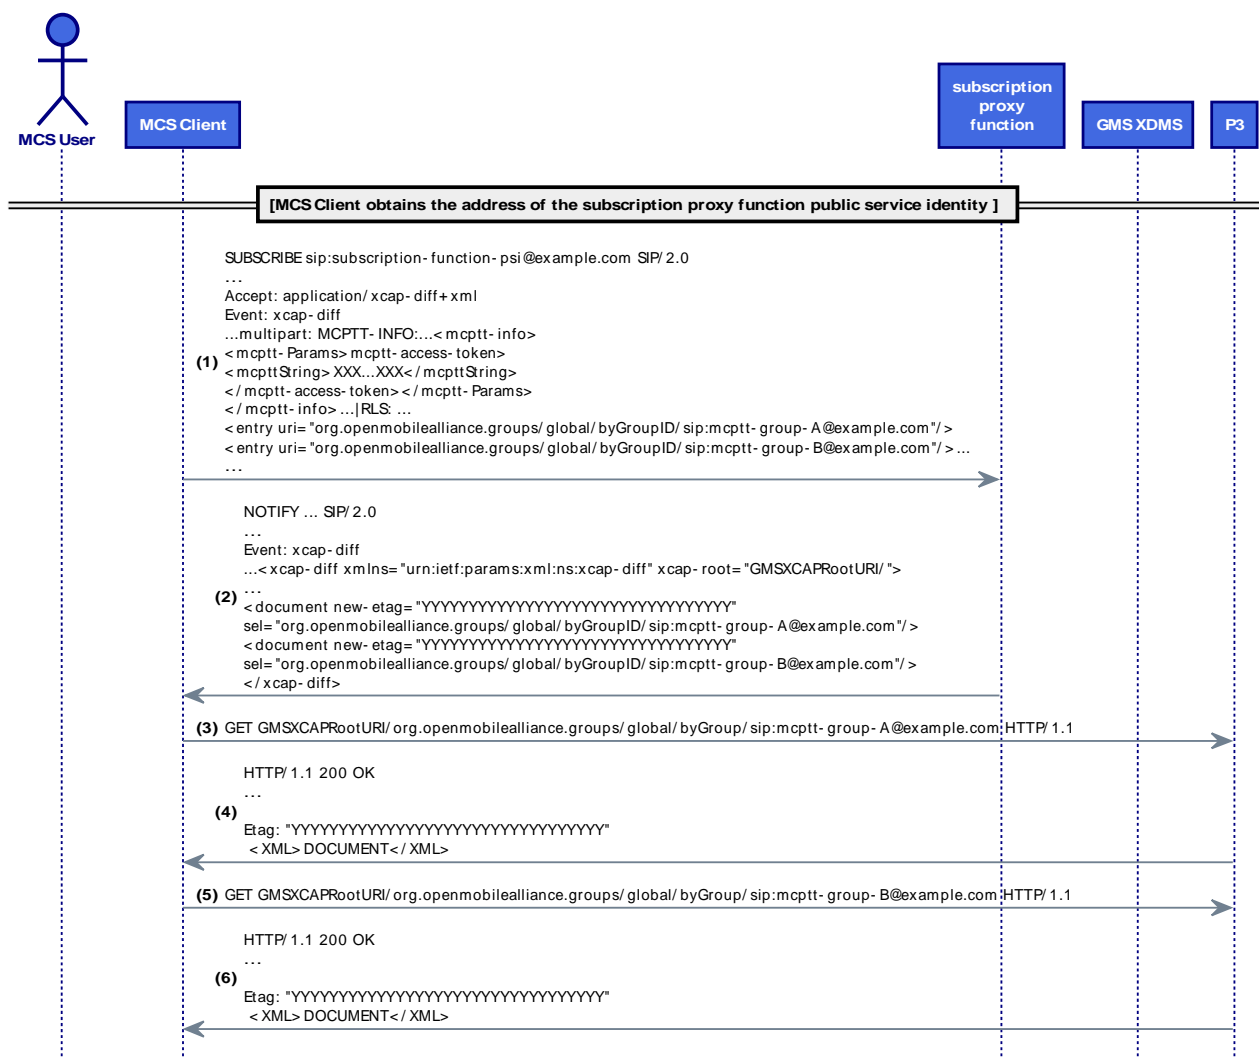 MCS User
MCS Client
subscription
proxy
function
GMS XDMS
P3
[MCS Client obtains the address of the subscription proxy function public service identity ]
SUBSCRIBE sip:subscription-function-psi@example.com SIP/2.0
...
Accept: application/xcap-diff+xml
Event: xcap-diff
...multipart: MCPTT-INFO:...<mcptt-info>
(1) <mcptt-Params>mcptt-access-token>
<mcpttString>XXX...XXX</mcpttString>
</mcptt-access-token></mcptt-Params>
</mcptt-info> ...|RLS: ...
<entry uri="org.openmobilealliance.groups/global/byGroupID/sip:mcptt-group-A@example.com"/>
<entry uri="org.openmobilealliance.groups/global/byGroupID/sip:mcptt-group-B@example.com"/>...
...
NOTIFY ... SIP/2.0
...
Event: xcap-diff
...<xcap-diff xmlns="urn:ietf:params:xml:ns:xcap-diff" xcap-root="GMSXCAPRootURI/">
...
(2) <document new-etag="YYYYYYYYYYYYYYYYYYYYYYYYYYYYYYYYY"
sel="org.openmobilealliance.groups/global/byGroupID/sip:mcptt-group-A@example.com"/>
<document new-etag="YYYYYYYYYYYYYYYYYYYYYYYYYYYYYYYYY"
sel="org.openmobilealliance.groups/global/byGroupID/sip:mcptt-group-B@example.com"/>
</xcap-diff>
(3) GET GMSXCAPRootURI/org.openmobilealliance.groups/global/byGroup/sip:mcptt-group-A@example.com HTTP/1.1
HTTP/1.1 200 OK
...
(4)
Etag: "YYYYYYYYYYYYYYYYYYYYYYYYYYYYYYYYY"
<XML>DOCUMENT</XML>
(5) GET GMSXCAPRootURI/org.openmobilealliance.groups/global/byGroup/sip:mcptt-group-B@example.com HTTP/1.1
HTTP/1.1 200 OK
...
(6)
Etag: "YYYYYYYYYYYYYYYYYYYYYYYYYYYYYYYYY"
<XML>DOCUMENT</XML>